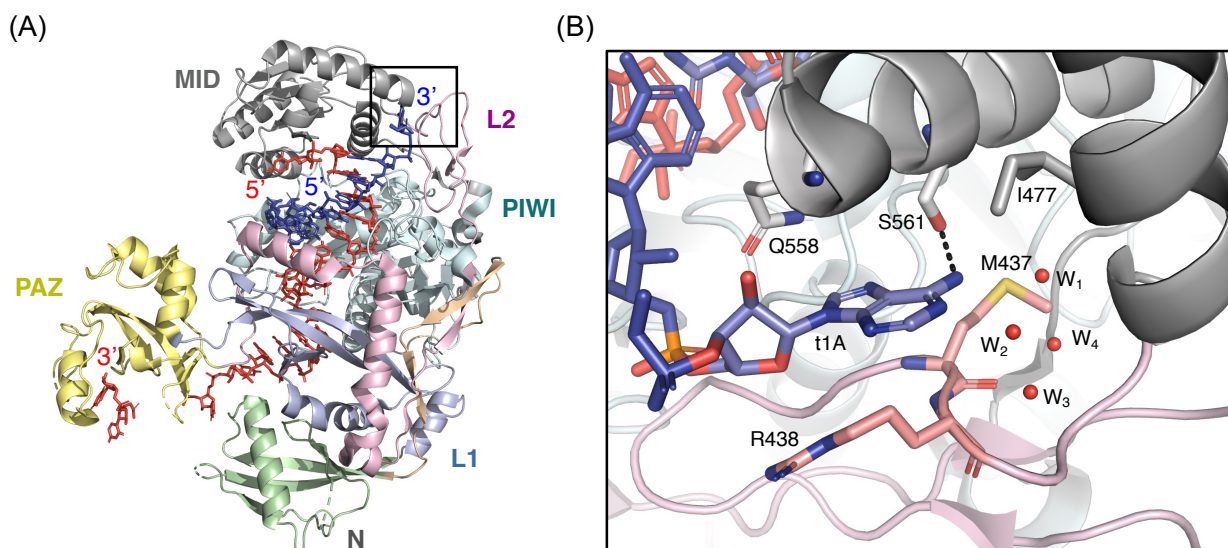 (A)
MID
3’
L2
5’
5’
PIWI
PAZ
3’
L1
N
(B)
I477
S561
Q558
M437
W1
t1A
W2
W4
W3
R438